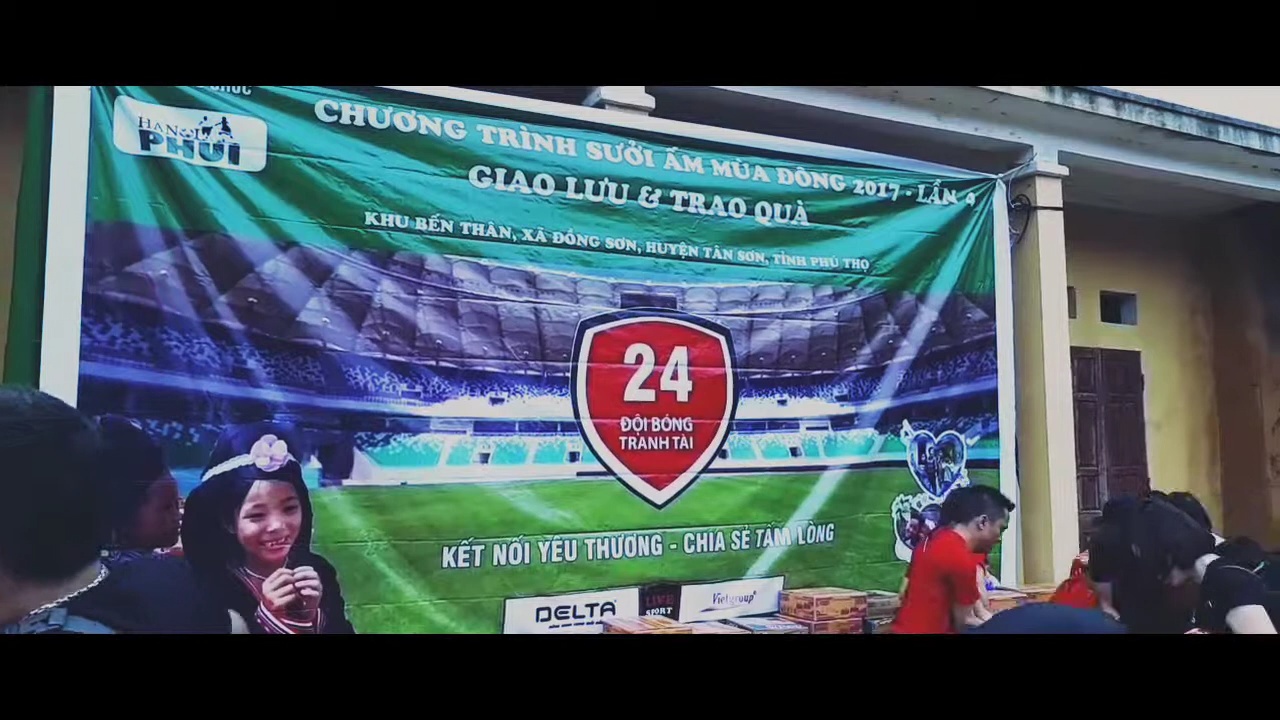 HANOI
PHUI
CHƯƠNG TRÌNH SƯỞI ẤM MÙA ĐÔNG 2017 - LẦN 4
GIAO LƯU & TRAO QUÀ
KHU BẾN THÂN, XÃ ĐỒNG SƠN, HUYỆN TÂN SƠN, TỈNH PHÚ THỌ
24
ĐỘI BÓNG
TRANH TÀI
KẾT NỐI YÊU THƯƠNG - CHIA SẺ TẤM LÒNG
DELTA
LIVE
SPORT
Vietgroup